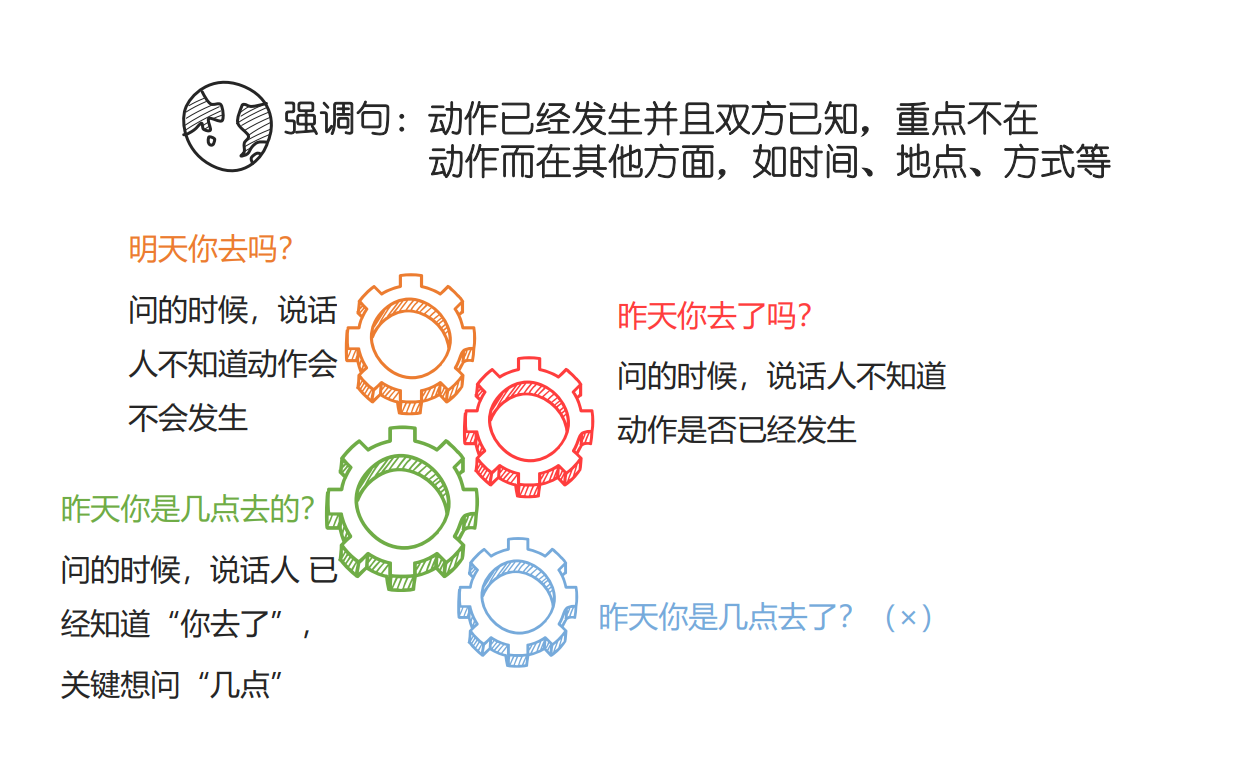 强调句：动作已经发生并且双方已知，重点不在
动作而在其他方面，如时间、地点、方式等
明天你去吗？
问的时候，说话
人不知道动作会
不会发生
昨天你去了吗？
问的时候，说话人不知道
动作是否已经发生
昨天你是几点去的？
问的时候，说话人 已
经知道“你去了”，
关键想问“几点”
昨天你是几点去了？（×）